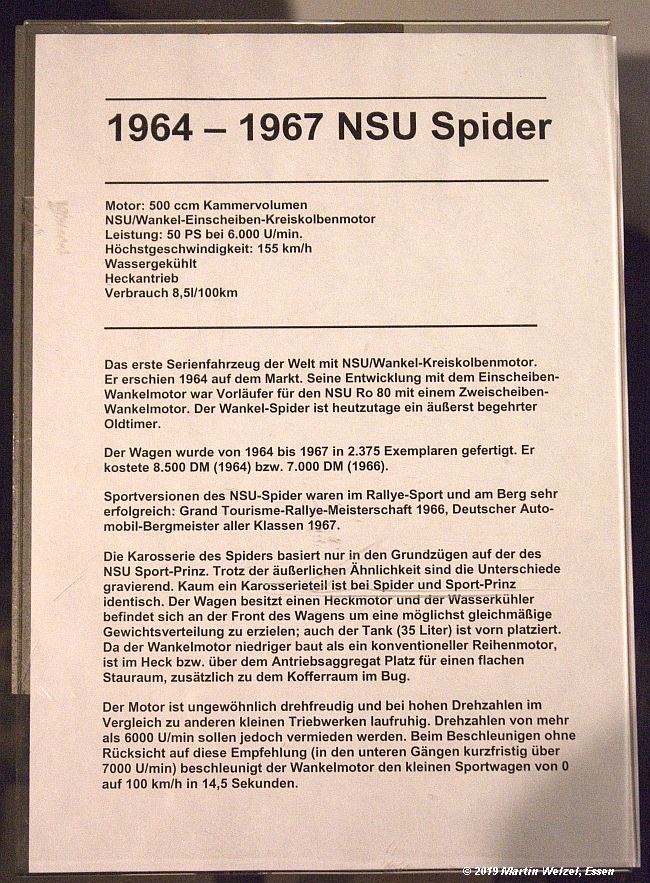 1964 – 1967 NSU Spider
Motor: 500 ccm Kammervolumen
NSU/Wankel-Einscheiben-Kreiskolbenmotor
Leistung: 50 PS bei 6.000 U/min.
Höchstgeschwindigkeit: 155 km/h
Wassergekühlt
Heckantrieb
Verbrauch 8,5l/100km
Das erste Serienfahrzeug der Welt mit NSU/Wankel-Kreiskolbenmotor.
Er erschien 1964 auf dem Markt. Seine Entwicklung mit dem Einscheiben-
Wankelmotor war Vorläufer für den NSU Ro 80 mit einem Zweischeiben-
Wankelmotor. Der Wankel-Spider ist heutzutage ein äußerst begehrter
Oldtimer.
Der Wagen wurde von 1964 bis 1967 in 2.375 Exemplaren gefertigt. Er
kostete 8.500 DM (1964) bzw. 7.000 DM (1966).
Sportversionen des NSU-Spider waren im Rallye-Sport und am Berg sehr
erfolgreich: Grand Tourisme-Rallye-Meisterschaft 1966, Deutscher Auto-
mobil-Bergmeister aller Klassen 1967.
Die Karosserie des Spiders basiert nur in den Grundzügen auf der des
NSU Sport-Prinz. Trotz der äußerlichen Ähnlichkeit sind die Unterschiede
gravierend. Kaum ein Karosserieteil ist bei Spider und Sport-Prinz
identisch. Der Wagen besitzt einen Heckmotor und der Wasserkühler
befindet sich an der Front des Wagens um eine möglichst gleichmäßige
Gewichtsverteilung zu erzielen; auch der Tank (35 Liter) ist vorn platziert.
Da der Wankelmotor niedriger baut als ein konventioneller Reihenmotor,
ist im Heck bzw. über dem Antriebsaggregat Platz für einen flachen
Stauraum, zusätzlich zu dem Kofferraum im Bug.
Der Motor ist ungewöhnlich drehfreudig und bei hohen Drehzahlen im
Vergleich zu anderen kleinen Triebwerken laufruhig. Drehzahlen von mehr
als 6000 U/min sollen jedoch vermieden werden. Beim Beschleunigen ohne
Rücksicht auf diese Empfehlung (in den unteren Gängen kurzfristig über
7000 U/min) beschleunigt der Wankelmotor den kleinen Sportwagen von 0
auf 100 km/h in 14,5 Sekunden.
© 2019 Martin Welzel, Essen